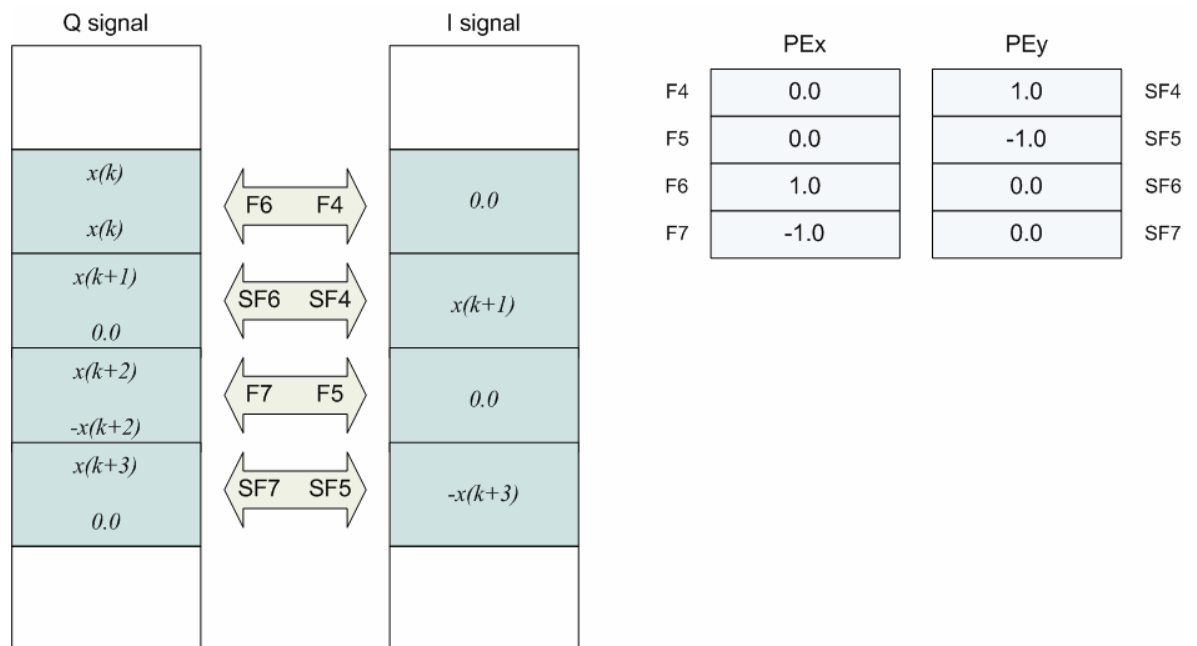 Q signal
I signal
x(k)
x(k)
F6 F4
0.0
x(k+1)
0.0
SF6 SF4
x(k+1)
x(k+2)
-x(k+2)
F7 F5
0.0
x(k+3)
0.0
SF7 SF5
-x(k+3)
PEx PEy
F4 0.0 1.0 SF4
F5 0.0 -1.0 SF5
F6 1.0 0.0 SF6
F7 -1.0 0.0 SF7